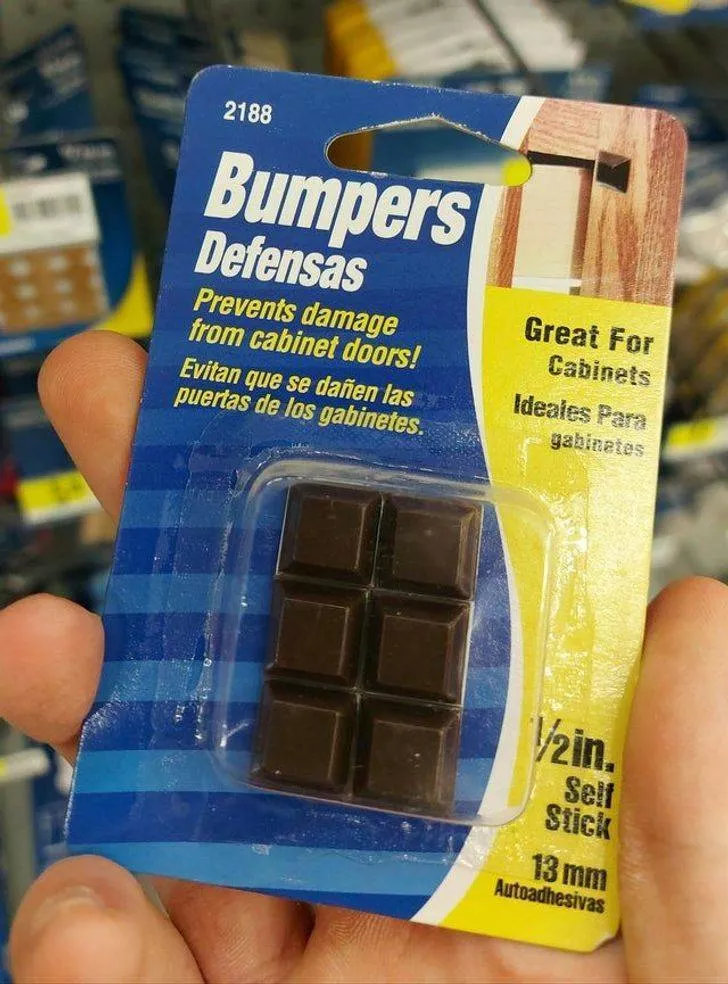 2188
Bumpers
Defensas
Prevents damage
from cabinet doors!
Evitan que se dañen las
puertas de los gabinetes.
Great For
Cabinets
Ideales Para
gabinetes
1/2in.
Self
Stick
13 mm
Autoadhesivas